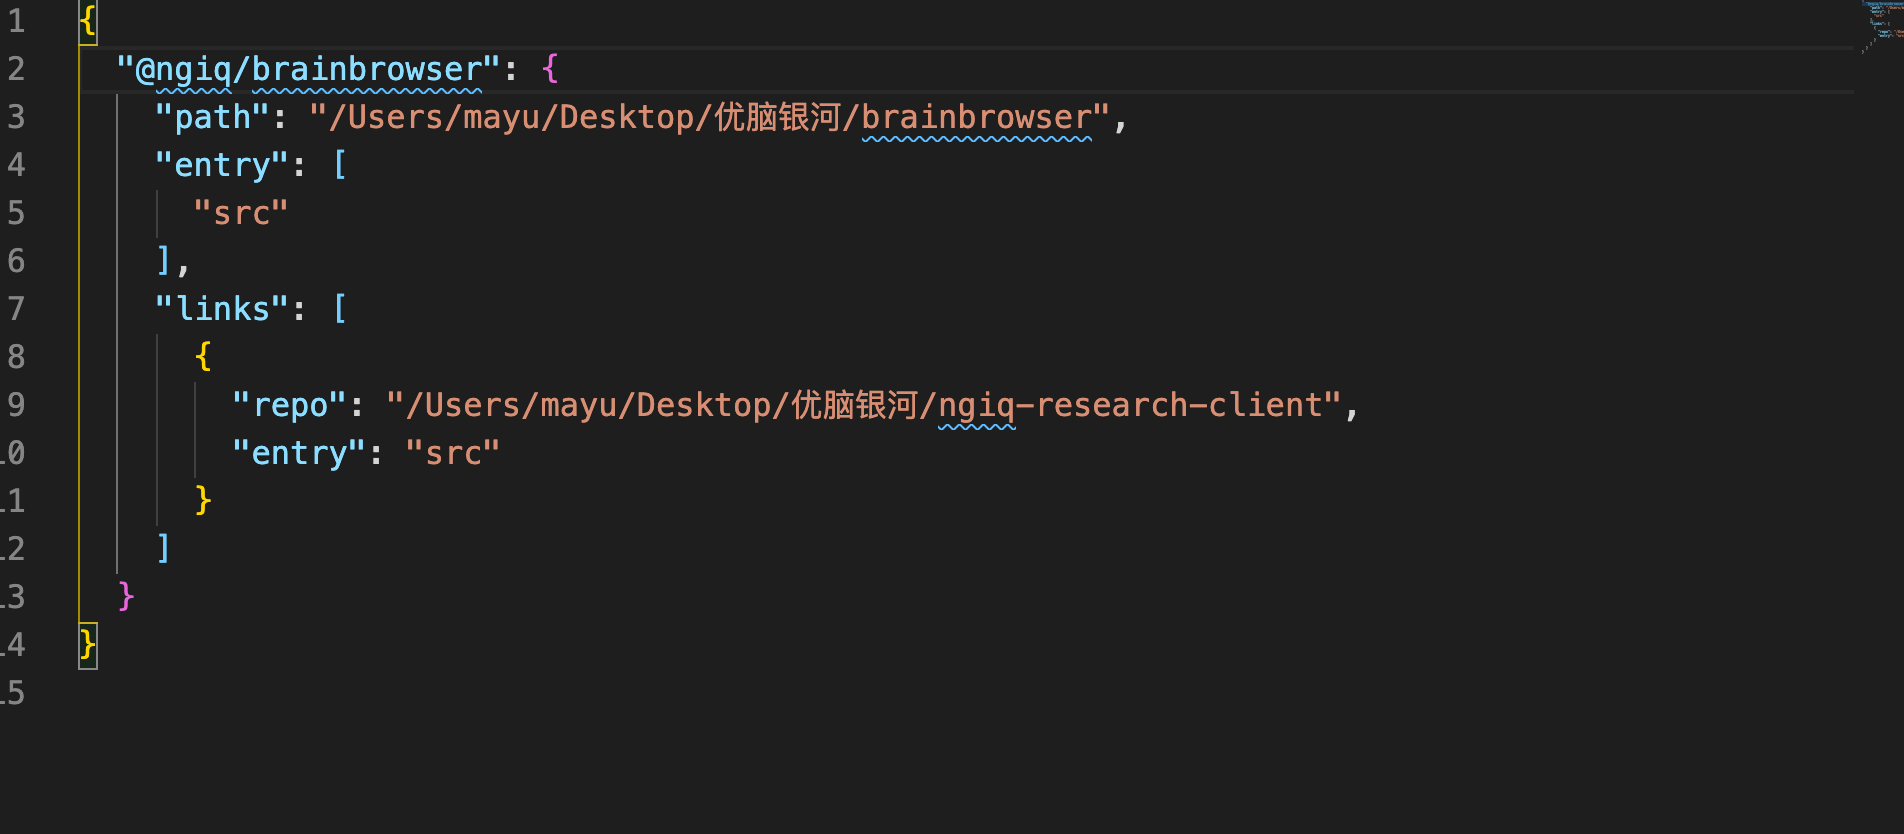 1 {
2 "@ngiq/brainbrowser": {
3 "path": "/Users/mayu/Desktop/优脑银河/brainbrowser",
4 "entry": [
5 "src"
6 ],
7 "links": [
8 {
9 "repo": "/Users/mayu/Desktop/优脑银河/ngiq-research-client",
10 "entry": "src"
11 }
12 ]
13 }
14 }
15